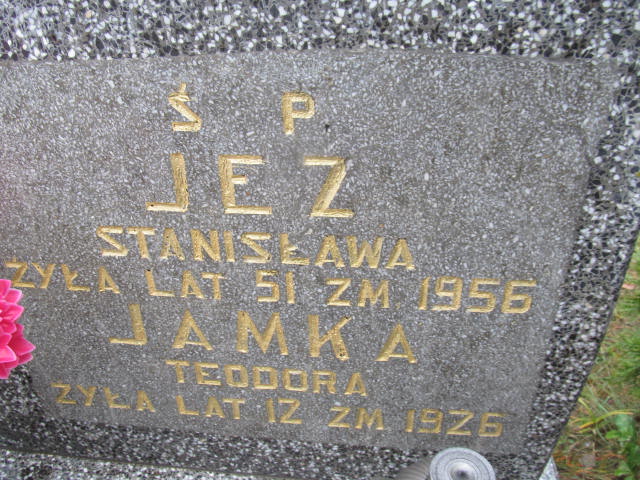 Ś P
JEZ
STANISŁAWA
ŻYŁA LAT 51 ZM. 1956
JAMKA
TEODORA
ŻYŁA LAT 12 ZM 1926